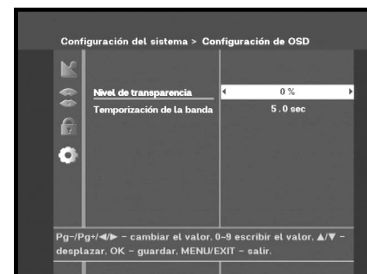 Configuración del sistema > Configuración de OSD
Nivel de transparencia ◂ 0 % ▸
Temporización de la banda 5.0 sec
Pg-/Pg+/◀/▶ – cambiar el valor, 0–9 escribir el valor, ▲/▼ –
desplazar, OK – guardar, MENU/EXIT – salir.